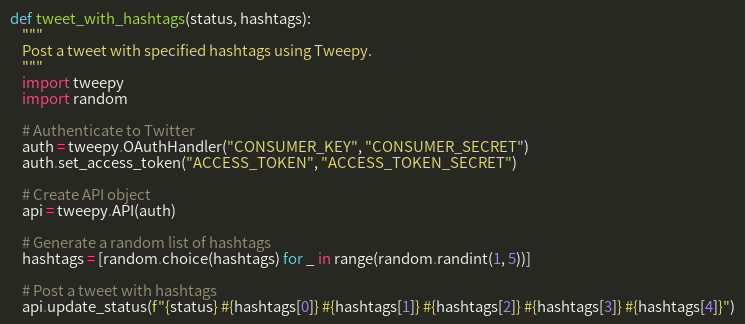 def tweet_with_hashtags(status, hashtags):
    """
    Post a tweet with specified hashtags using Tweepy.
    """
    import tweepy
    import random

    # Authenticate to Twitter
    auth = tweepy.OAuthHandler("CONSUMER_KEY", "CONSUMER_SECRET")
    auth.set_access_token("ACCESS_TOKEN", "ACCESS_TOKEN_SECRET")

    # Create API object
    api = tweepy.API(auth)

    # Generate a random list of hashtags
    hashtags = [random.choice(hashtags) for _ in range(random.randint(1, 5))]

    # Post a tweet with hashtags
    api.update_status(f"{status} #{hashtags[0]} #{hashtags[1]} #{hashtags[2]} #{hashtags[3]} #{hashtags[4]}")